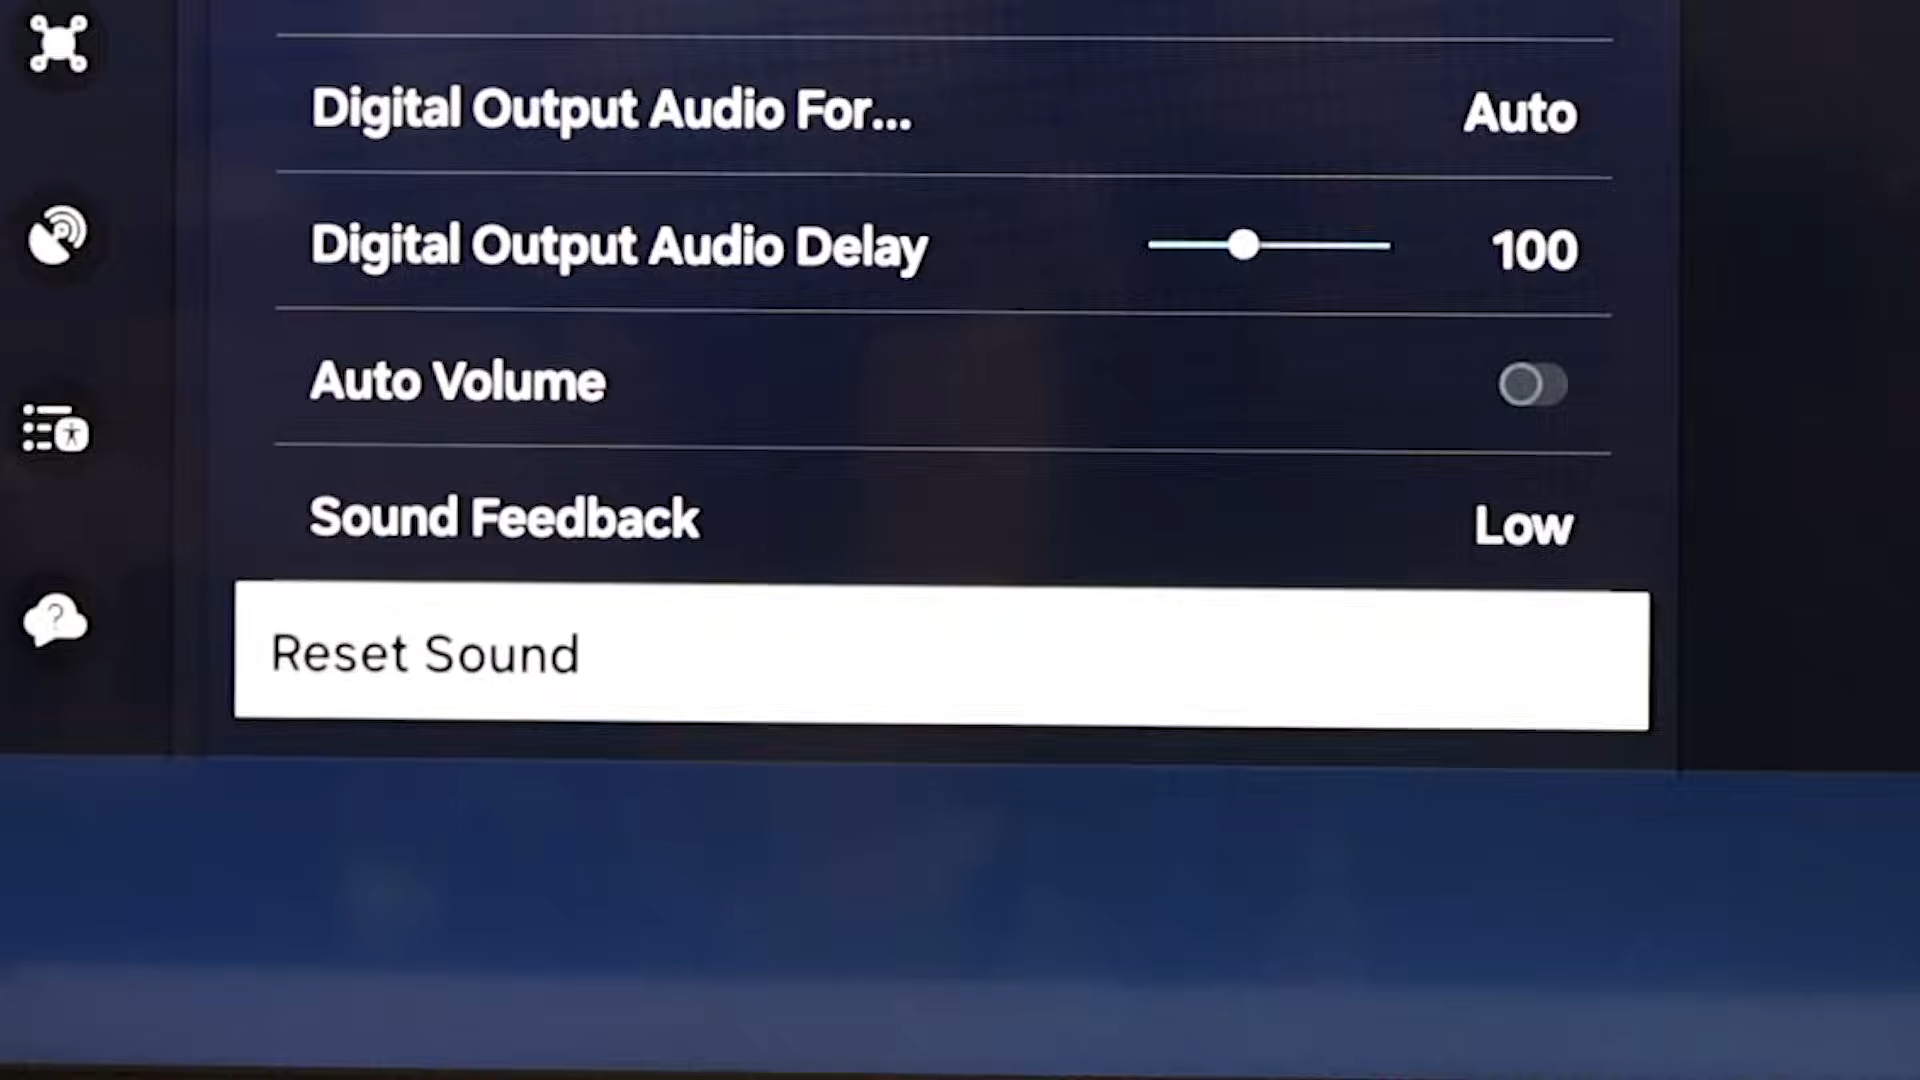 Digital Output Audio For...
Auto
Digital Output Audio Delay
100
Auto Volume
Sound Feedback
Low
Reset Sound